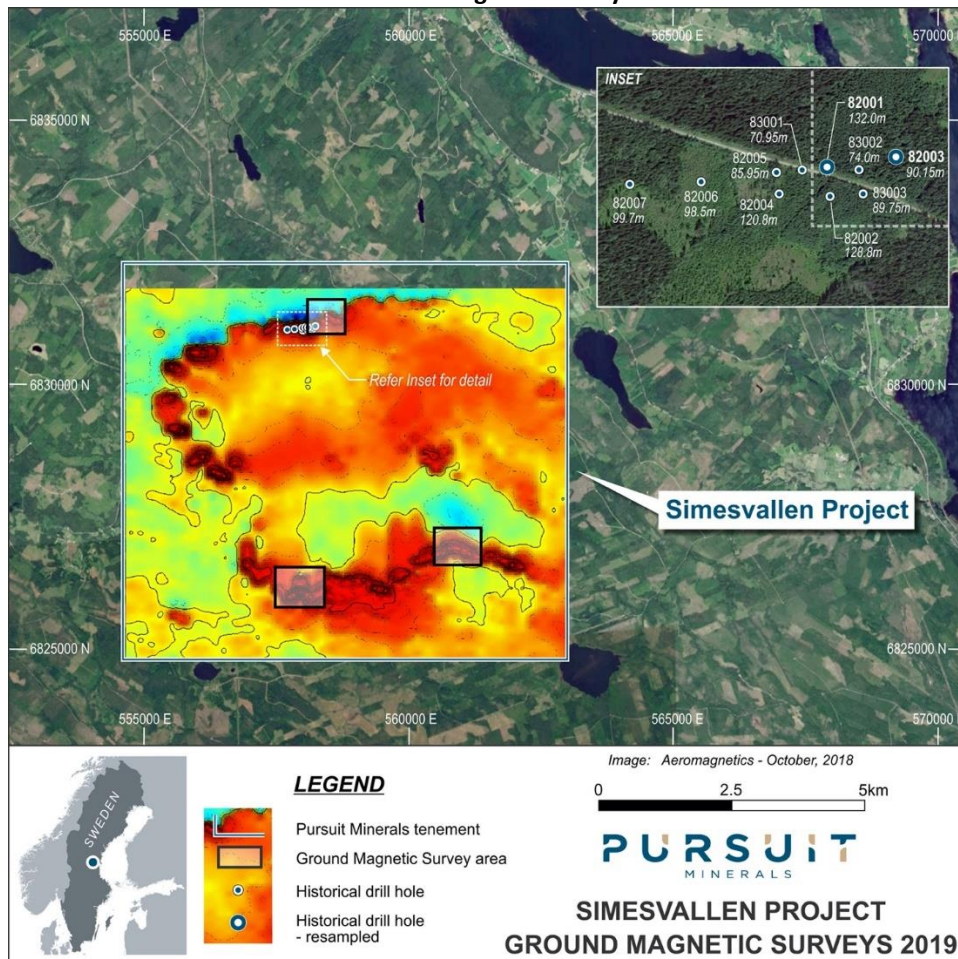 555000 E
560000 E
565000 E
570000 E
6835000 N
INSET
82001
132.0m
83001
70.95m
83002
74.0m
82003
90.15m
82005
85.95m
82007
99.7m
82006
98.5m
82004
120.8m
83003
89.75m
82002
128.8m
6830000 N
6830000 N
Refer Inset for detail
Simesvallen Project
6825000 N
6825000 N
555000 E
560000 E
565000 E
570000 E
SWEDEN
LEGEND
Pursuit Minerals tenement
Ground Magnetic Survey area
Historical drill hole
Historical drill hole
- resampled
Image: Aeromagnetics - October, 2018
0 2.5 5km
PURSUIT
MINERALS
SIMESVALLEN PROJECT
GROUND MAGNETIC SURVEYS 2019